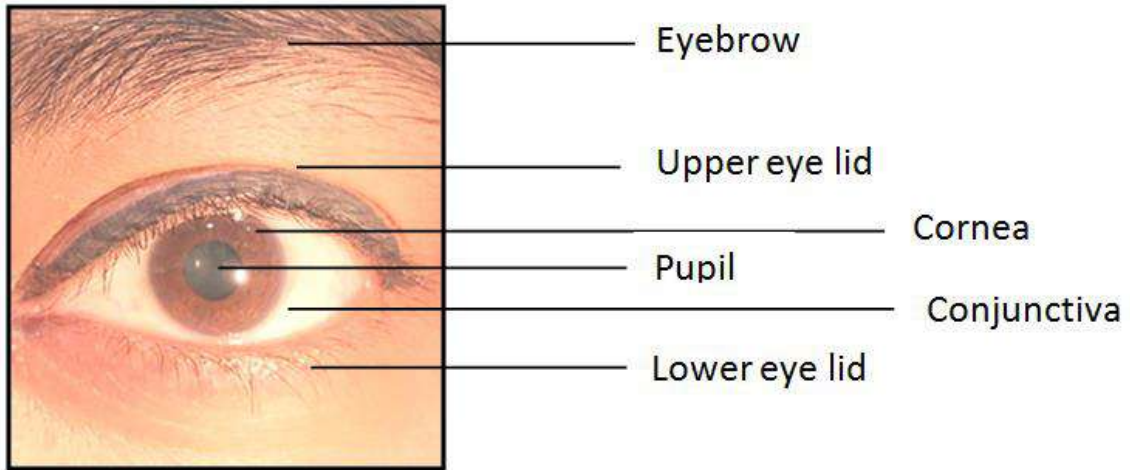 Eyebrow
Upper eye lid
Cornea
Pupil
Conjunctiva
Lower eye lid